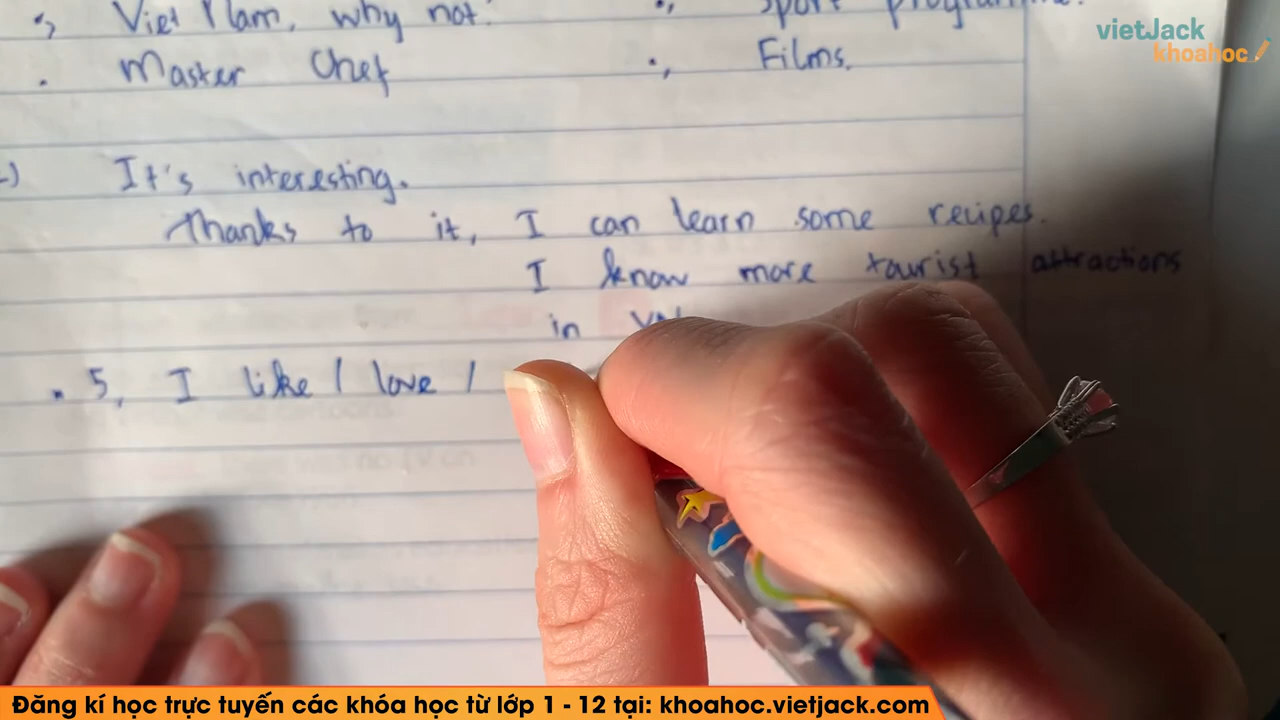 Viet Nam, why not.
Sport programme.
Master Chef
Films.
It's interesting.
Thanks to it, I can learn some recipes.
I know more tourist attractions
in VN
5, I like / love /
vietJack
khoahoc
Đăng kí học trực tuyến các khóa học từ lớp 1 - 12 tại: khoahoc.vietjack.com